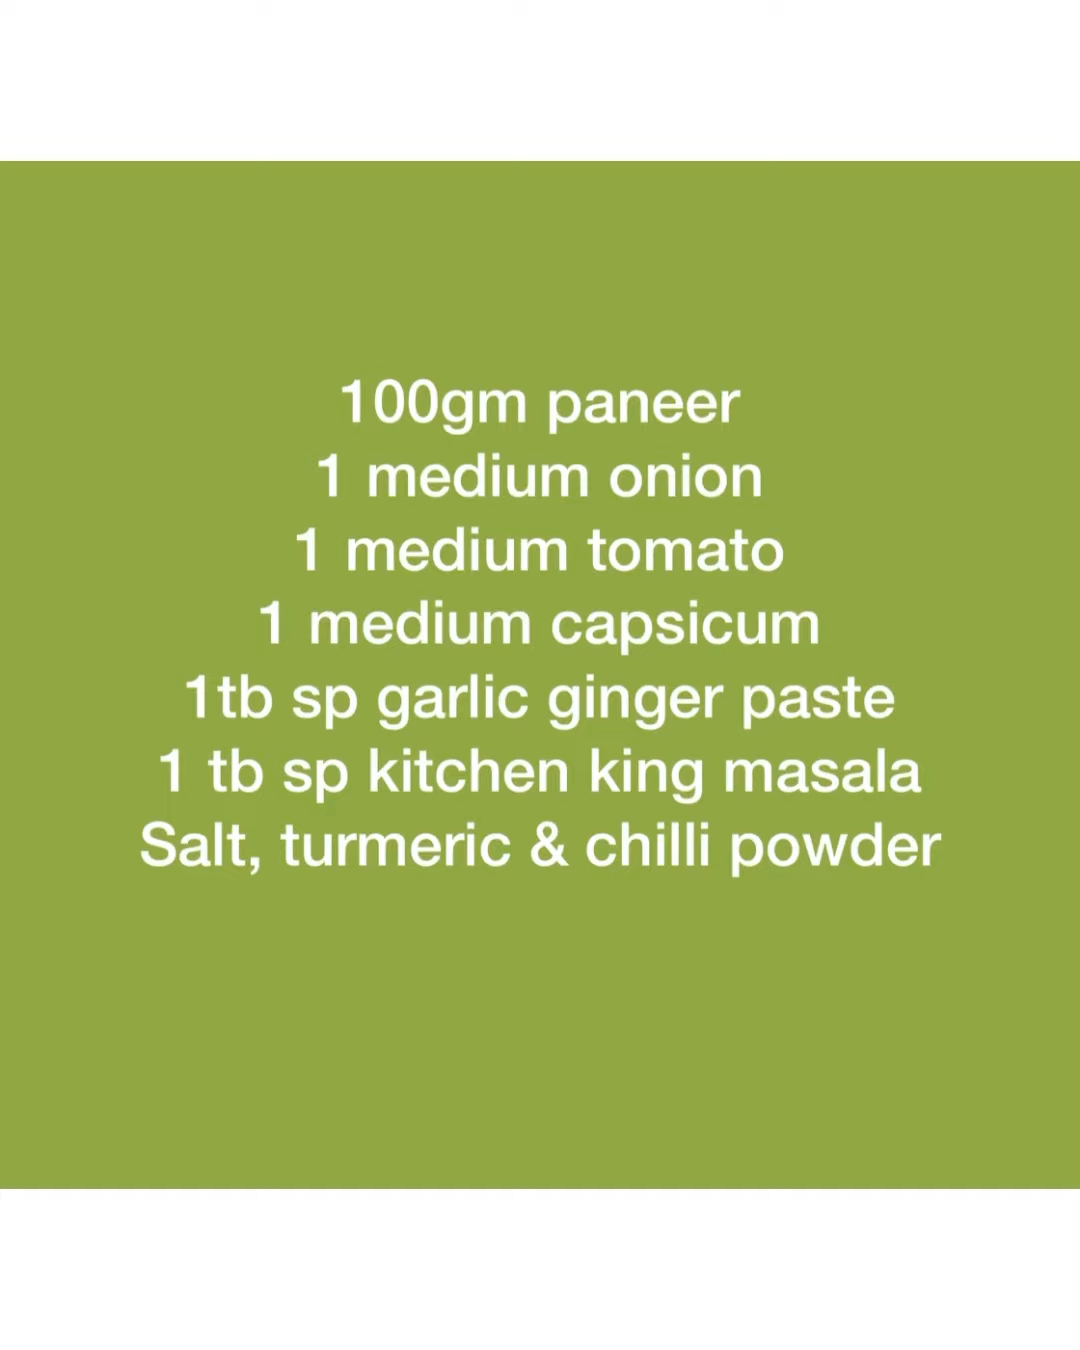 100gm paneer
1 medium onion
1 medium tomato
1 medium capsicum
1tb sp garlic ginger paste
1 tb sp kitchen king masala
Salt, turmeric & chilli powder